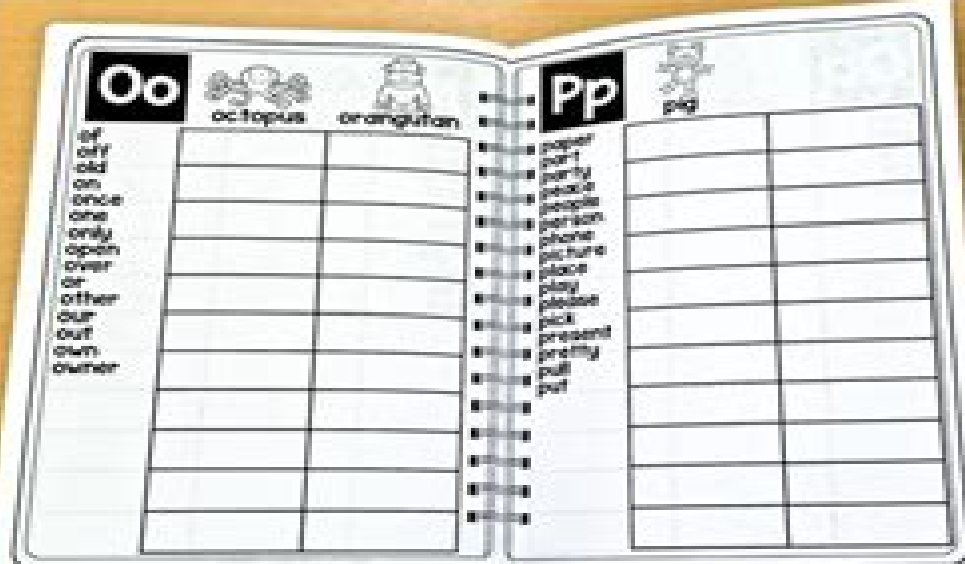 Oo
octopus orangutan
of
off
old
on
once
one
only
open
over
or
other
our
out
own
owner
Pp
pig
paper
part
party
peace
people
person
phone
picture
place
play
please
pick
present
pretty
pull
put